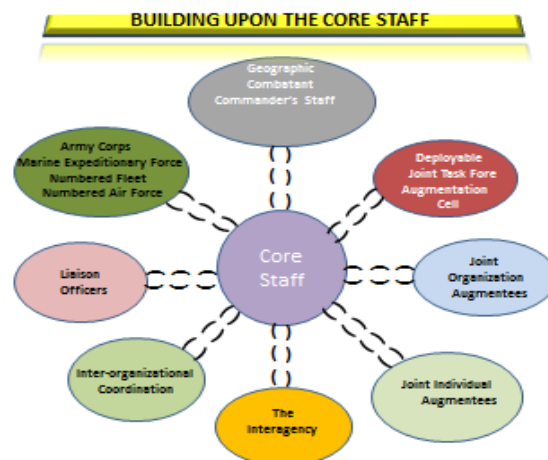 BUILDING UPON THE CORE STAFF
Geographic
Combatant
Commander's Staff
Army Corps
Marine Expeditionary Force
Numbered Fleet
Numbered Air Force
Deployable
Joint Task Fore
Augmentation
Cell
Core
Staff
Liaison
Officers
Joint
Organization
Augmentees
Inter-organizational
Coordination
The
Interagency
Joint Individual
Augmentees